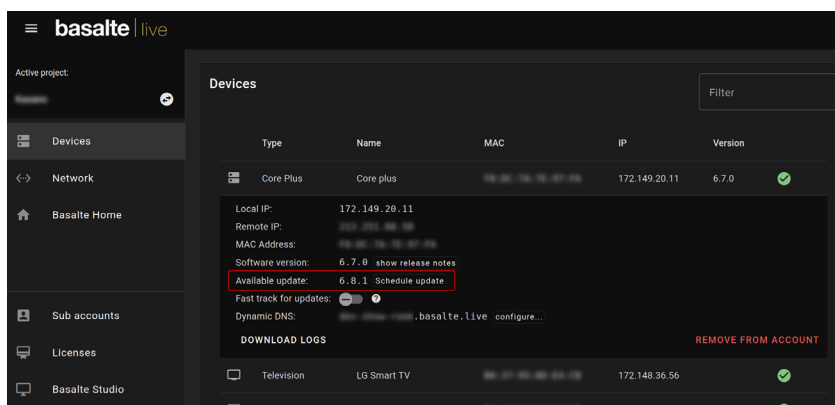 basalte live
Active project:
Devices
Network
Basalte Home
Sub accounts
Licenses
Basalte Studio
Devices
Filter
Type Name MAC IP Version
Core Plus Core plus 172.149.20.11 6.7.0
Local IP: 172.149.20.11
Remote IP:
MAC Address:
Software version: 6.7.0 show release notes
Available update: 6.8.1 Schedule update
Fast track for updates: ?
Dynamic DNS: .basalte.live configure...
DOWNLOAD LOGS REMOVE FROM ACCOUNT
Television LG Smart TV 172.148.36.56